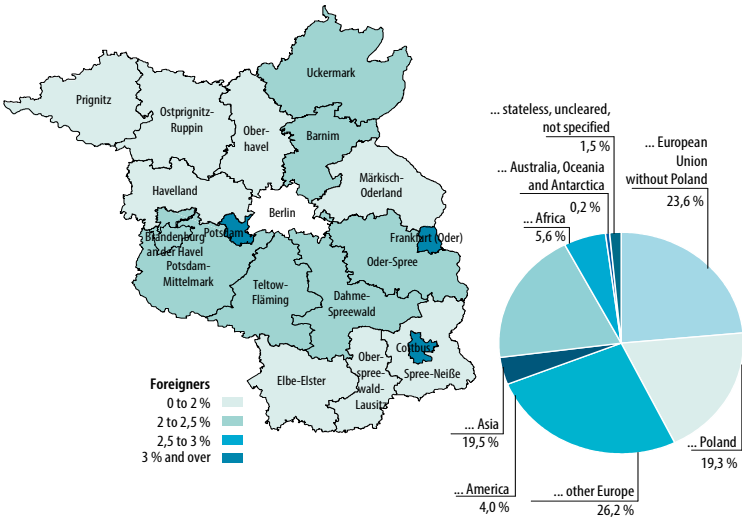 Uckermark
Prignitz
Ostprignitz-
Ruppin
Ober-
havel
Barnim
Havelland
Märkisch-
Oderland
Berlin
Potsdam
Brandenburg
an der Havel
Potsdam-
Mittelmark
Frankfurt (Oder)
Oder-Spree
Teltow-
Fläming
Dahme-
Spreewald
Cottbus
Spree-Neiße
Elbe-Elster
Ober-
spree-
wald-
Lausitz
Foreigners
0 to 2 %
2 to 2,5 %
2,5 to 3 %
3 % and over
... stateless, uncleared,
not specified
1,5 %
... Australia, Oceania
and Antarctica
0,2 %
... Africa
5,6 %
... European
Union
without Poland
23,6 %
... Asia
19,5 %
... America
4,0 %
... other Europe
26,2 %
... Poland
19,3 %